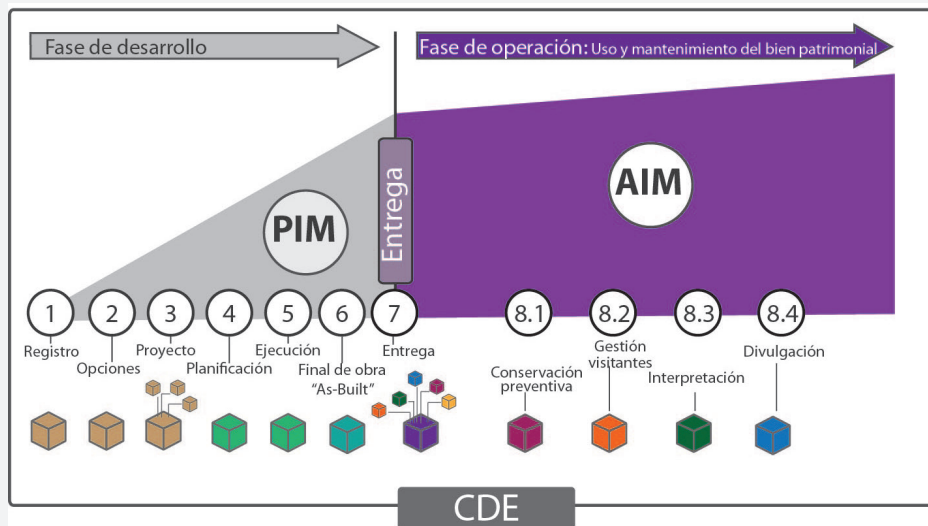 Fase de desarrollo
Fase de operación: Uso y mantenimiento del bien patrimonial
PIM
Entrega
AIM
1
2
3
4
5
6
7
8.1
8.2
8.3
8.4
Registro
Opciones
Proyecto
Planificación
Ejecución
Final de obra
"As-Built"
Entrega
Conservación
preventiva
Gestión
visitantes
Interpretación
Divulgación
CDE